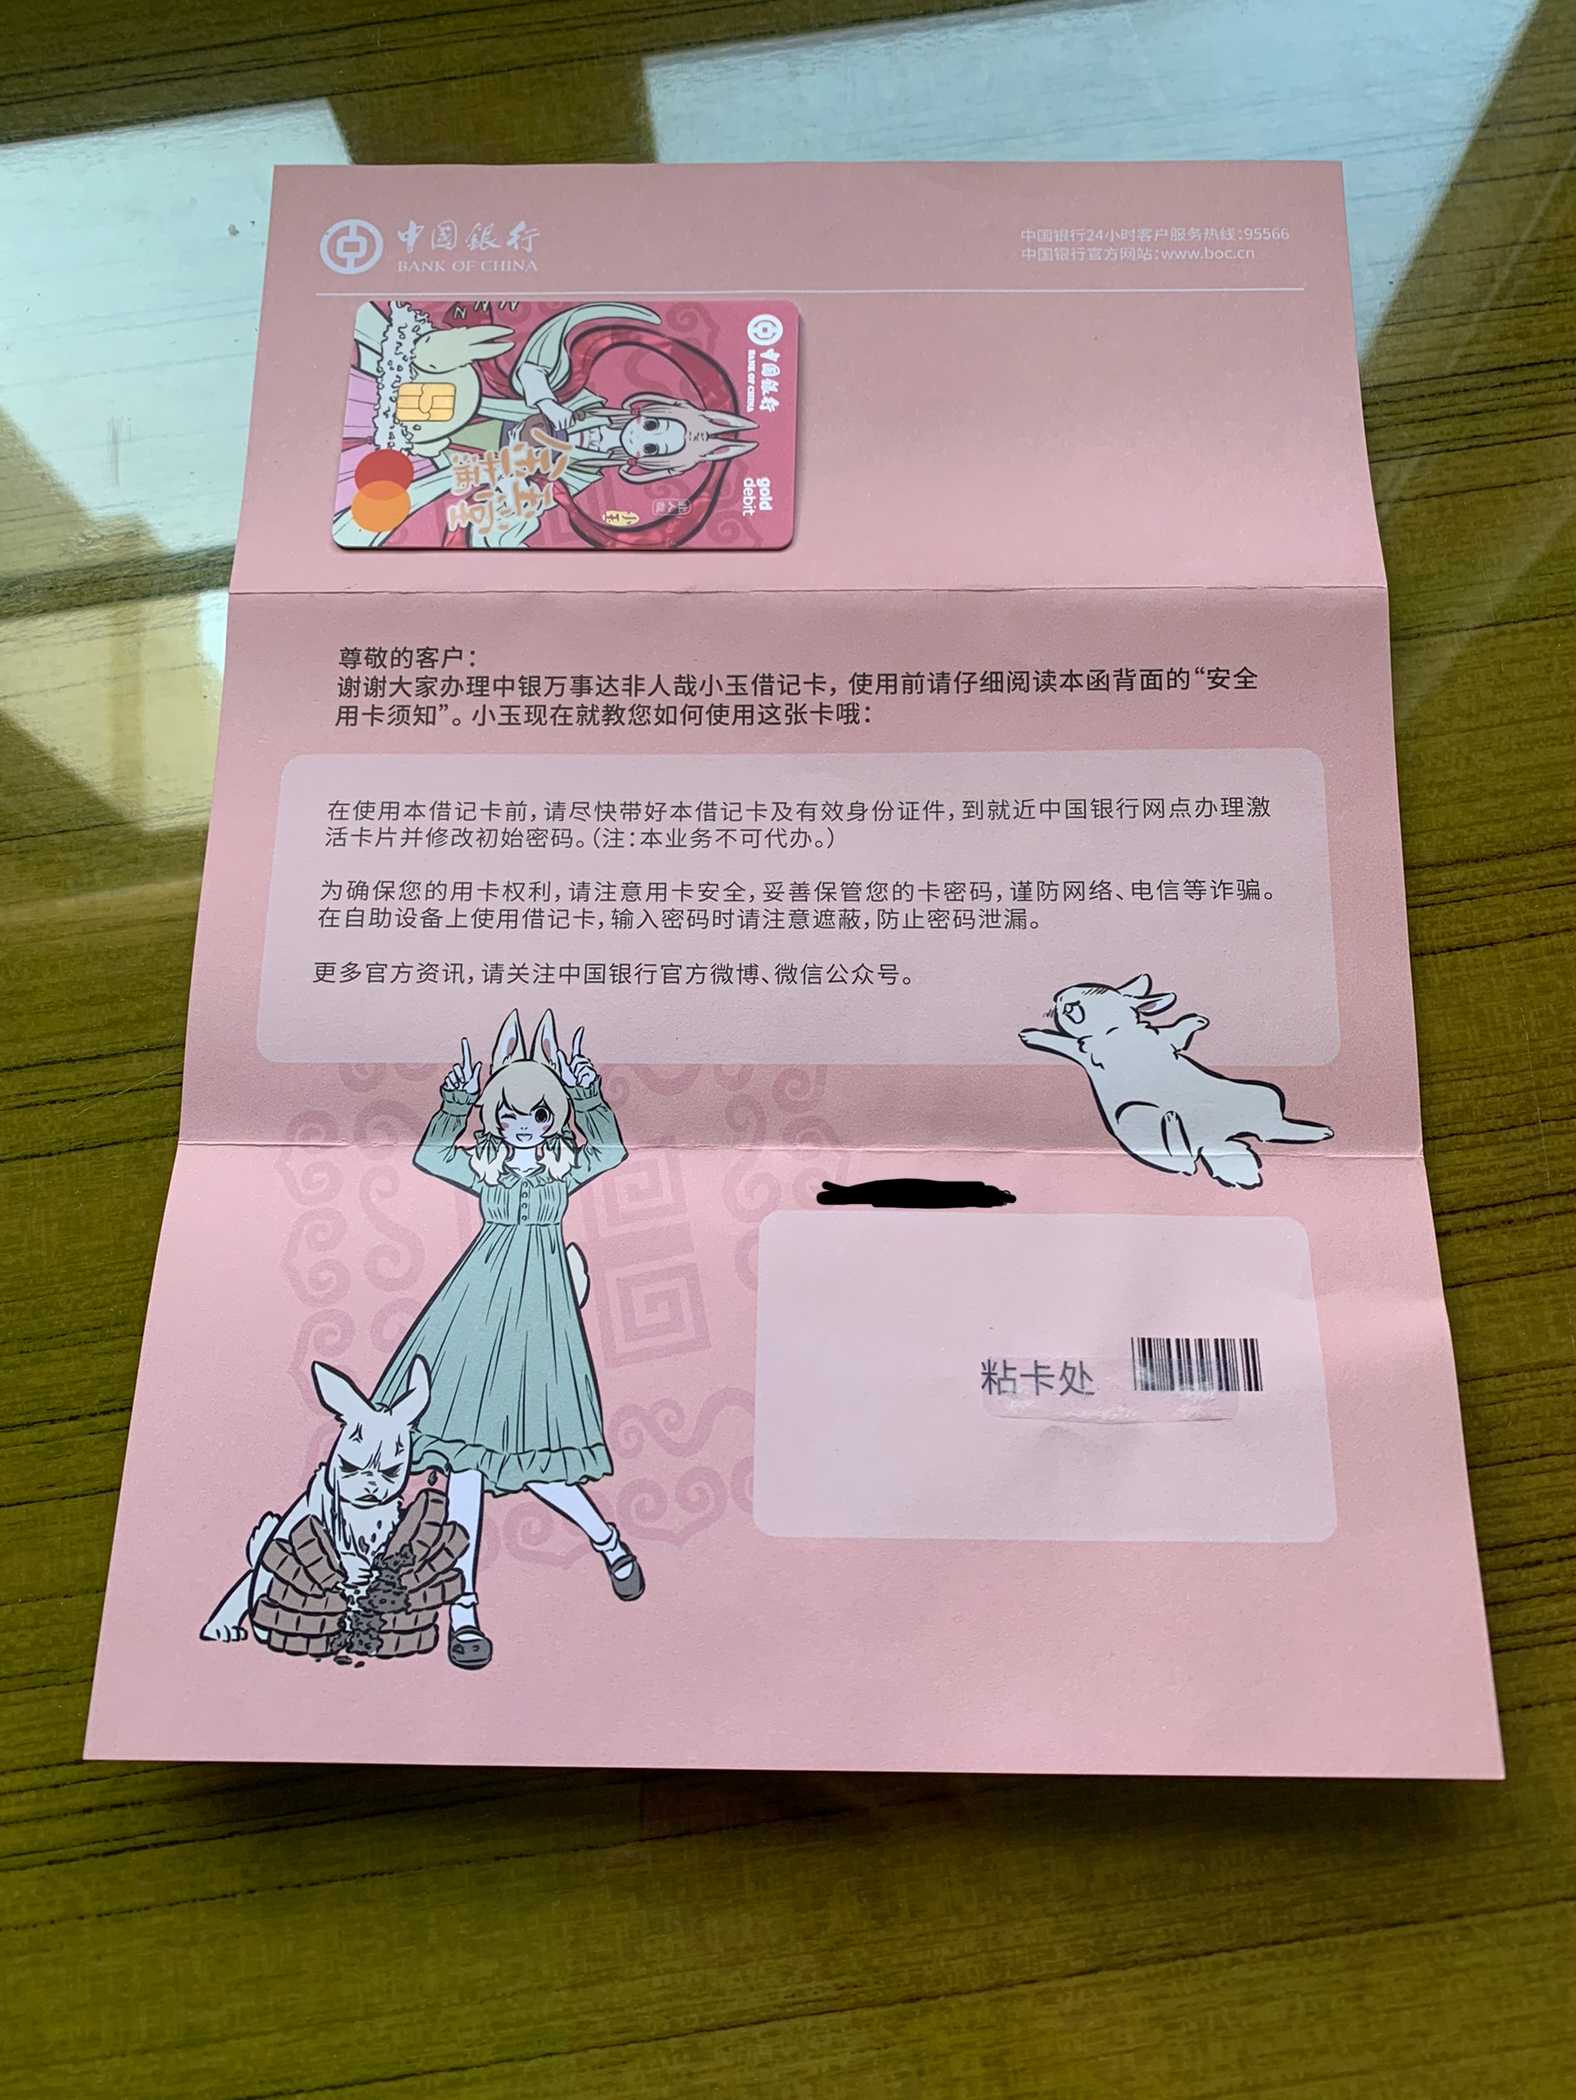 中国銀行
BANK OF CHINA
中国银行24小时客户服务热线:95566
中国银行官方网站:www.boc.cn
中国銀行
BANK OF CHINA
gold
debit
金玉满堂
尊敬的客户：
谢谢大家办理中银万事达非人哉小玉借记卡，使用前请仔细阅读本函背面的“安全
用卡须知”。小玉现在就教您如何使用这张卡哦：
在使用本借记卡前，请尽快带好本借记卡及有效身份证件，到就近中国银行网点办理激
活卡片并修改初始密码。（注：本业务不可代办。）
为确保您的用卡权利，请注意用卡安全，妥善保管您的卡密码，谨防网络、电信等诈骗。
在自助设备上使用借记卡，输入密码时请注意遮蔽，防止密码泄漏。
更多官方资讯，请关注中国银行官方微博、微信公众号。
粘卡处